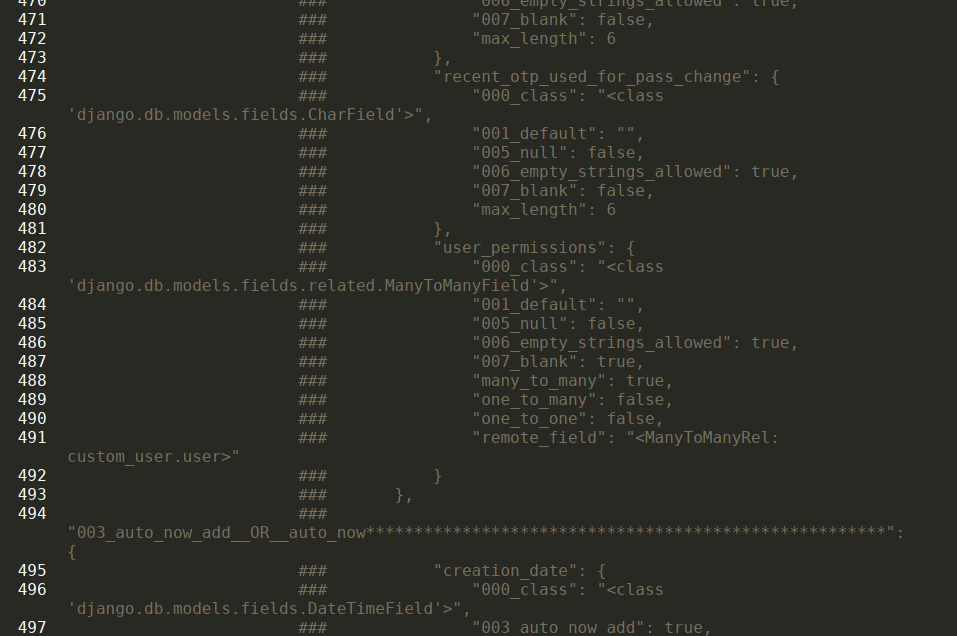 470 ### "006_empty_strings_allowed": true,
471 ### "007_blank": false,
472 ### "max_length": 6
473 ### },
474 ### "recent_otp_used_for_pass_change": {
475 ### "000_class": "<class
'django.db.models.fields.CharField'>",
476 ### "001_default": "",
477 ### "005_null": false,
478 ### "006_empty_strings_allowed": true,
479 ### "007_blank": false,
480 ### "max_length": 6
481 ### },
482 ### "user_permissions": {
483 ### "000_class": "<class
'django.db.models.fields.related.ManyToManyField'>",
484 ### "001_default": "",
485 ### "005_null": false,
486 ### "006_empty_strings_allowed": true,
487 ### "007_blank": true,
488 ### "many_to_many": true,
489 ### "one_to_many": false,
490 ### "one_to_one": false,
491 ### "remote_field": "<ManyToManyRel:
custom_user.user>"
492 ### }
493 ### },
494 ###
"003_auto_now_add__OR__auto_now******************************************************":
{
495 ### "creation_date": {
496 ### "000_class": "<class
'django.db.models.fields.DateTimeField'>",
497 ### "003_auto_now_add": true,